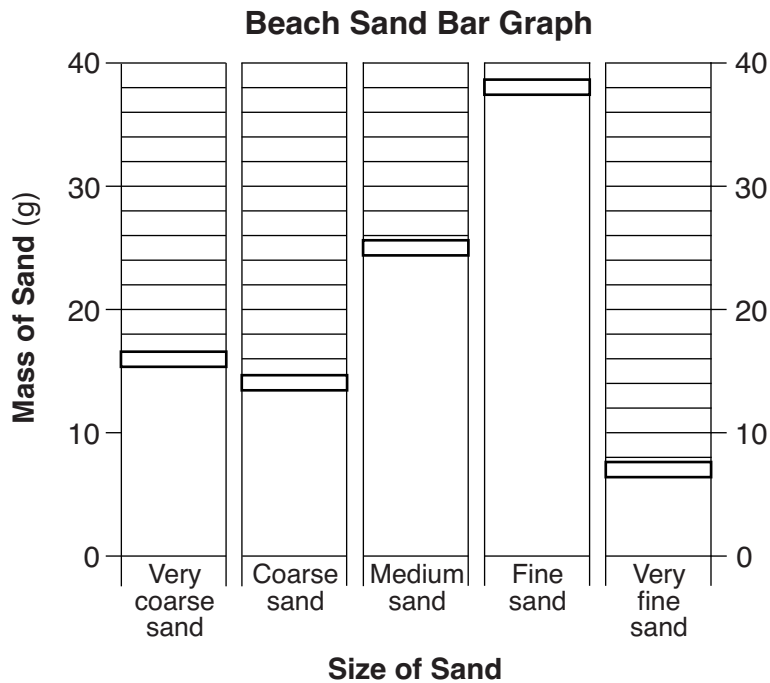 Beach Sand Bar Graph
Mass of Sand (g)
40
30
20
10
0
40
30
20
10
0
Very
coarse
sand
Coarse
sand
Medium
sand
Fine
sand
Very
fine
sand
Size of Sand